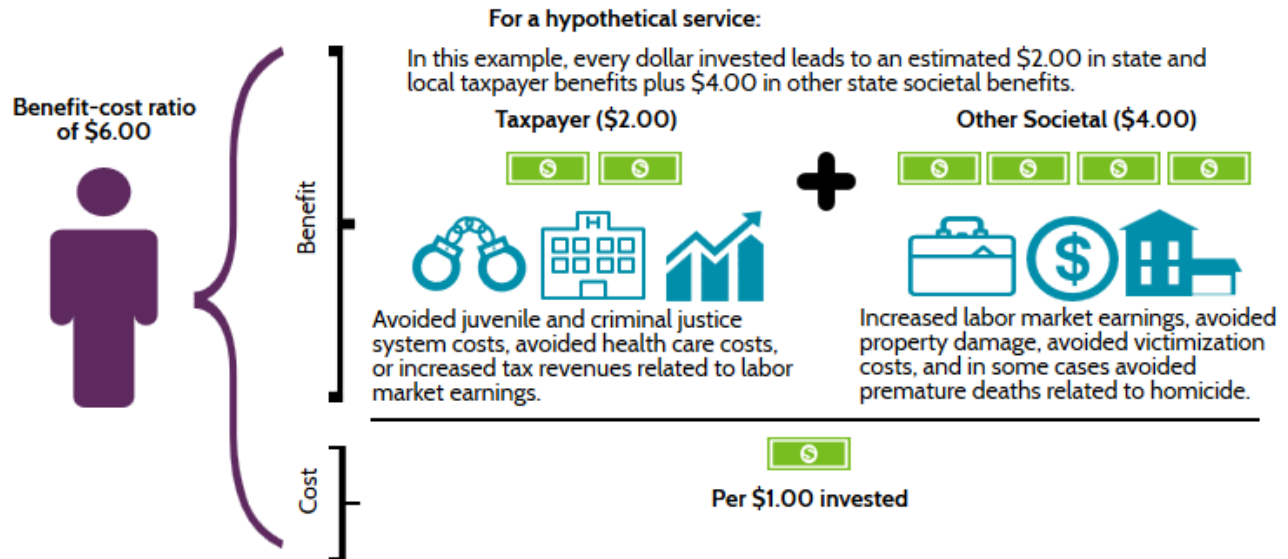 For a hypothetical service:
In this example, every dollar invested leads to an estimated $2.00 in state and
local taxpayer benefits plus $4.00 in other state societal benefits.
Benefit-cost ratio
of $6.00
Benefit
Taxpayer ($2.00)
$ $
H
Avoided juvenile and criminal justice
system costs, avoided health care costs,
or increased tax revenues related to labor
market earnings.
Other Societal ($4.00)
$ $ $ $
$
Increased labor market earnings, avoided
property damage, avoided victimization
costs, and in some cases avoided
premature deaths related to homicide.
Cost
$
Per $1.00 invested